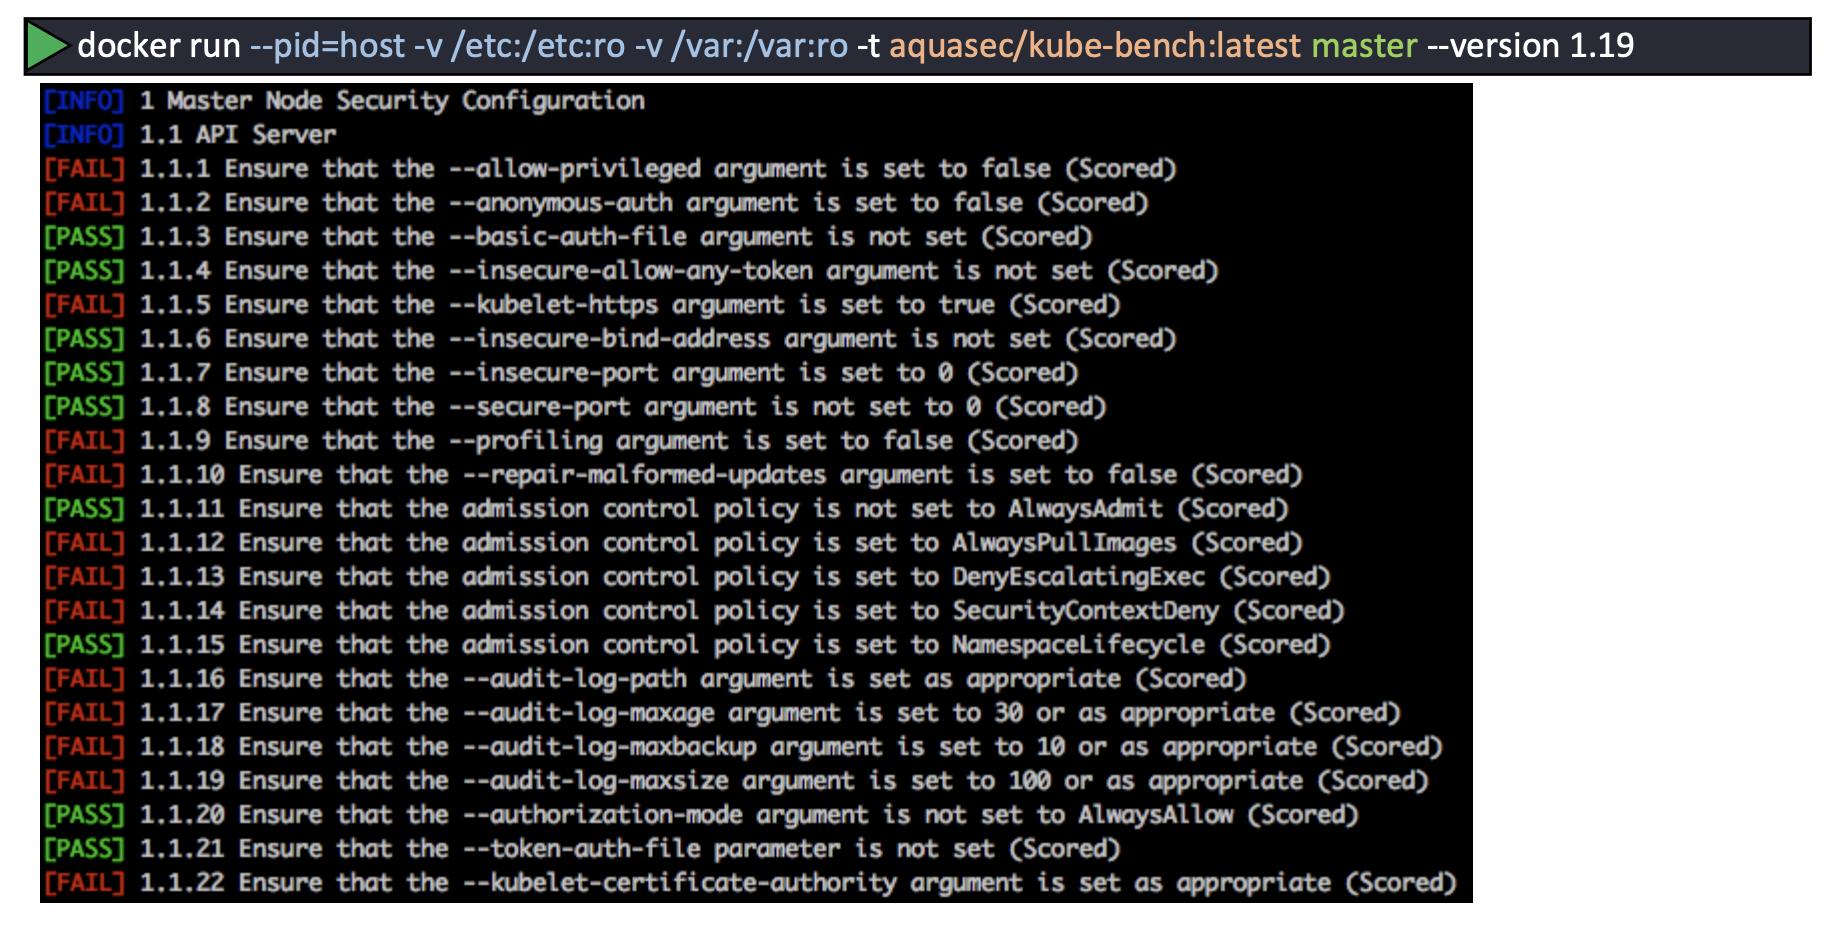 docker run --pid=host -v /etc:/etc:ro -v /var:/var:ro -t aquasec/kube-bench:latest master --version 1.19
[INFO] 1 Master Node Security Configuration
[INFO] 1.1 API Server
[FAIL] 1.1.1 Ensure that the --allow-privileged argument is set to false (Scored)
[FAIL] 1.1.2 Ensure that the --anonymous-auth argument is set to false (Scored)
[PASS] 1.1.3 Ensure that the --basic-auth-file argument is not set (Scored)
[PASS] 1.1.4 Ensure that the --insecure-allow-any-token argument is not set (Scored)
[FAIL] 1.1.5 Ensure that the --kubelet-https argument is set to true (Scored)
[PASS] 1.1.6 Ensure that the --insecure-bind-address argument is not set (Scored)
[PASS] 1.1.7 Ensure that the --insecure-port argument is set to 0 (Scored)
[PASS] 1.1.8 Ensure that the --secure-port argument is not set to 0 (Scored)
[FAIL] 1.1.9 Ensure that the --profiling argument is set to false (Scored)
[FAIL] 1.1.10 Ensure that the --repair-malformed-updates argument is set to false (Scored)
[PASS] 1.1.11 Ensure that the admission control policy is not set to AlwaysAdmit (Scored)
[FAIL] 1.1.12 Ensure that the admission control policy is set to AlwaysPullImages (Scored)
[FAIL] 1.1.13 Ensure that the admission control policy is set to DenyEscalatingExec (Scored)
[FAIL] 1.1.14 Ensure that the admission control policy is set to SecurityContextDeny (Scored)
[PASS] 1.1.15 Ensure that the admission control policy is set to NamespaceLifecycle (Scored)
[FAIL] 1.1.16 Ensure that the --audit-log-path argument is set as appropriate (Scored)
[FAIL] 1.1.17 Ensure that the --audit-log-maxage argument is set to 30 or as appropriate (Scored)
[FAIL] 1.1.18 Ensure that the --audit-log-maxbackup argument is set to 10 or as appropriate (Scored)
[FAIL] 1.1.19 Ensure that the --audit-log-maxsize argument is set to 100 or as appropriate (Scored)
[PASS] 1.1.20 Ensure that the --authorization-mode argument is not set to AlwaysAllow (Scored)
[PASS] 1.1.21 Ensure that the --token-auth-file parameter is not set (Scored)
[FAIL] 1.1.22 Ensure that the --kubelet-certificate-authority argument is set as appropriate (Scored)